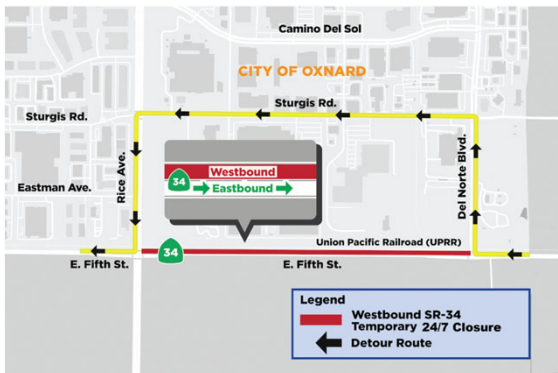 Camino Del Sol
CITY OF OXNARD
Sturgis Rd.
Sturgis Rd.
Rice Ave.
Eastman Ave.
Del Norte Blvd.
Westbound
34
Eastbound
Union Pacific Railroad (UPRR)
34
E. Fifth St.
E. Fifth St.
Legend
Westbound SR-34
Temporary 24/7 Closure
Detour Route